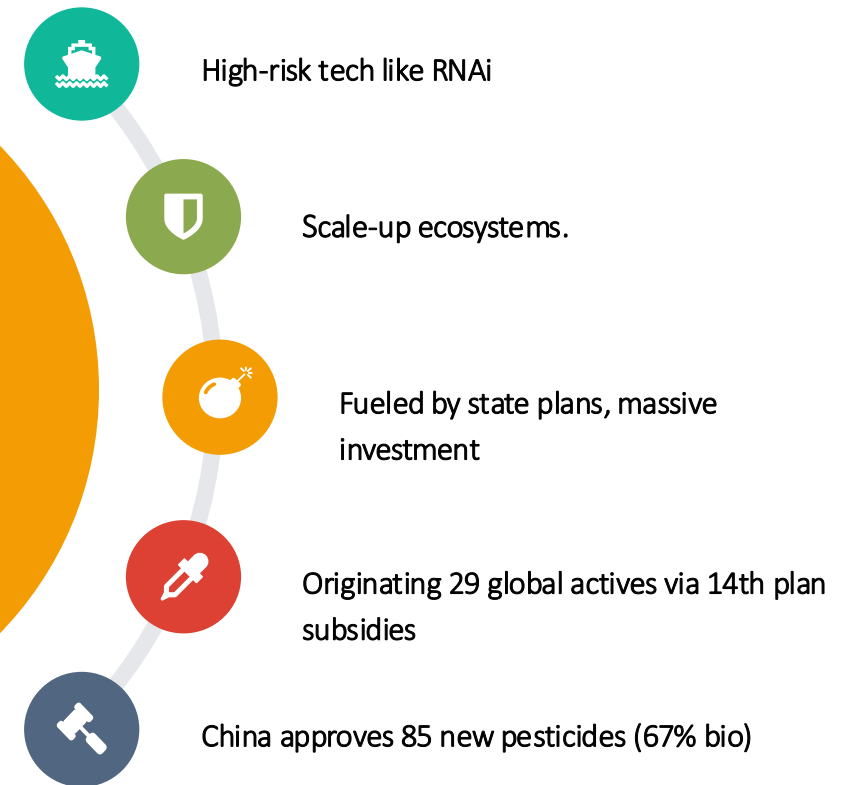 High-risk tech like RNAi
Scale-up ecosystems.
Fueled by state plans, massive
investment
Originating 29 global actives via 14th plan
subsidies
China approves 85 new pesticides (67% bio)